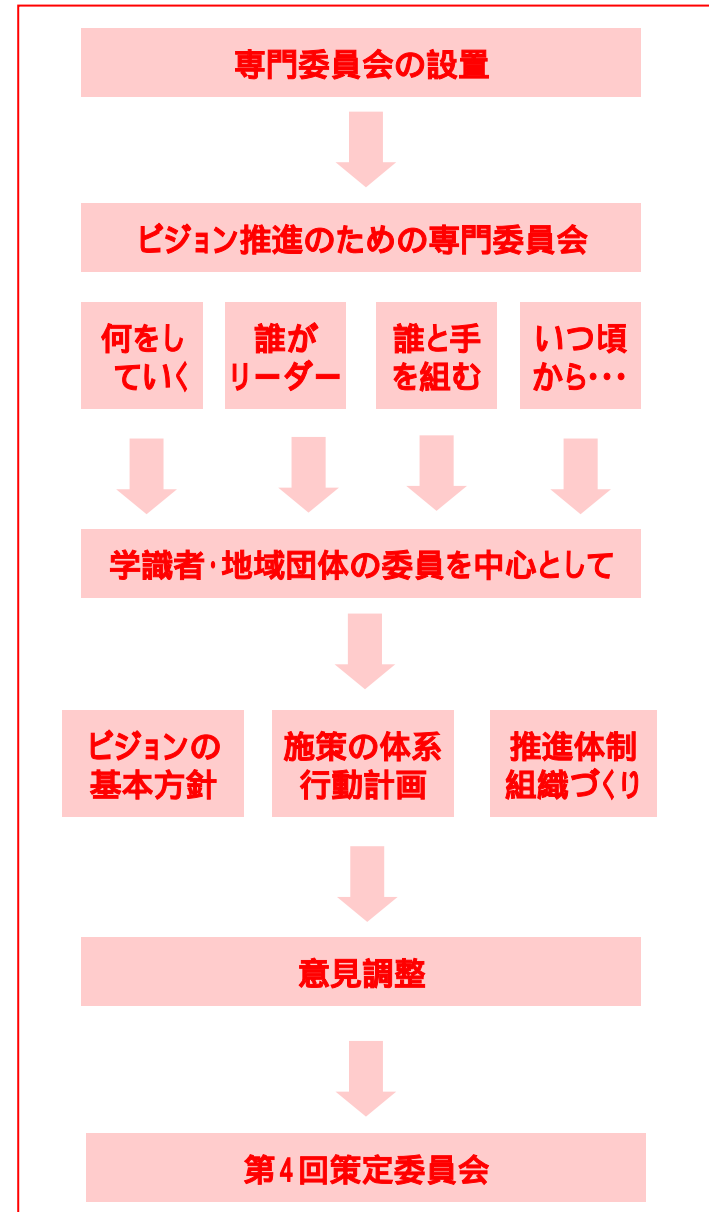 専門委員会の設置
ビジョン推進のための専門委員会
何をし
ていく
誰が
リーダー
誰と手
を組む
いつ頃
から･･･
学識者･地域団体の委員を中心として
ビジョンの
基本方針
施策の体系
行動計画
推進体制
組織づくり
意見調整
第4回策定委員会